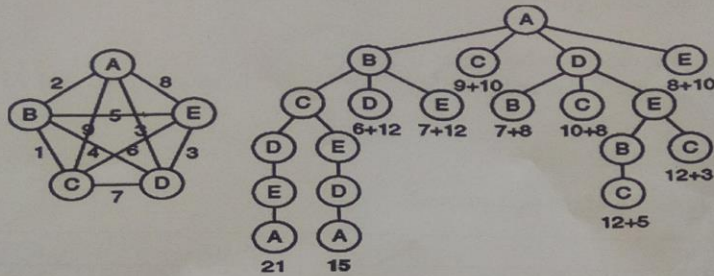 A
B C D E
9+10 8+10
C D E B C E
6+12 7+12 7+8 10+8
D E B C
12+3
E D C
12+5
A A
21 15
A
2 8
B 5 E
9 3
1 4 6 3
C 7 D